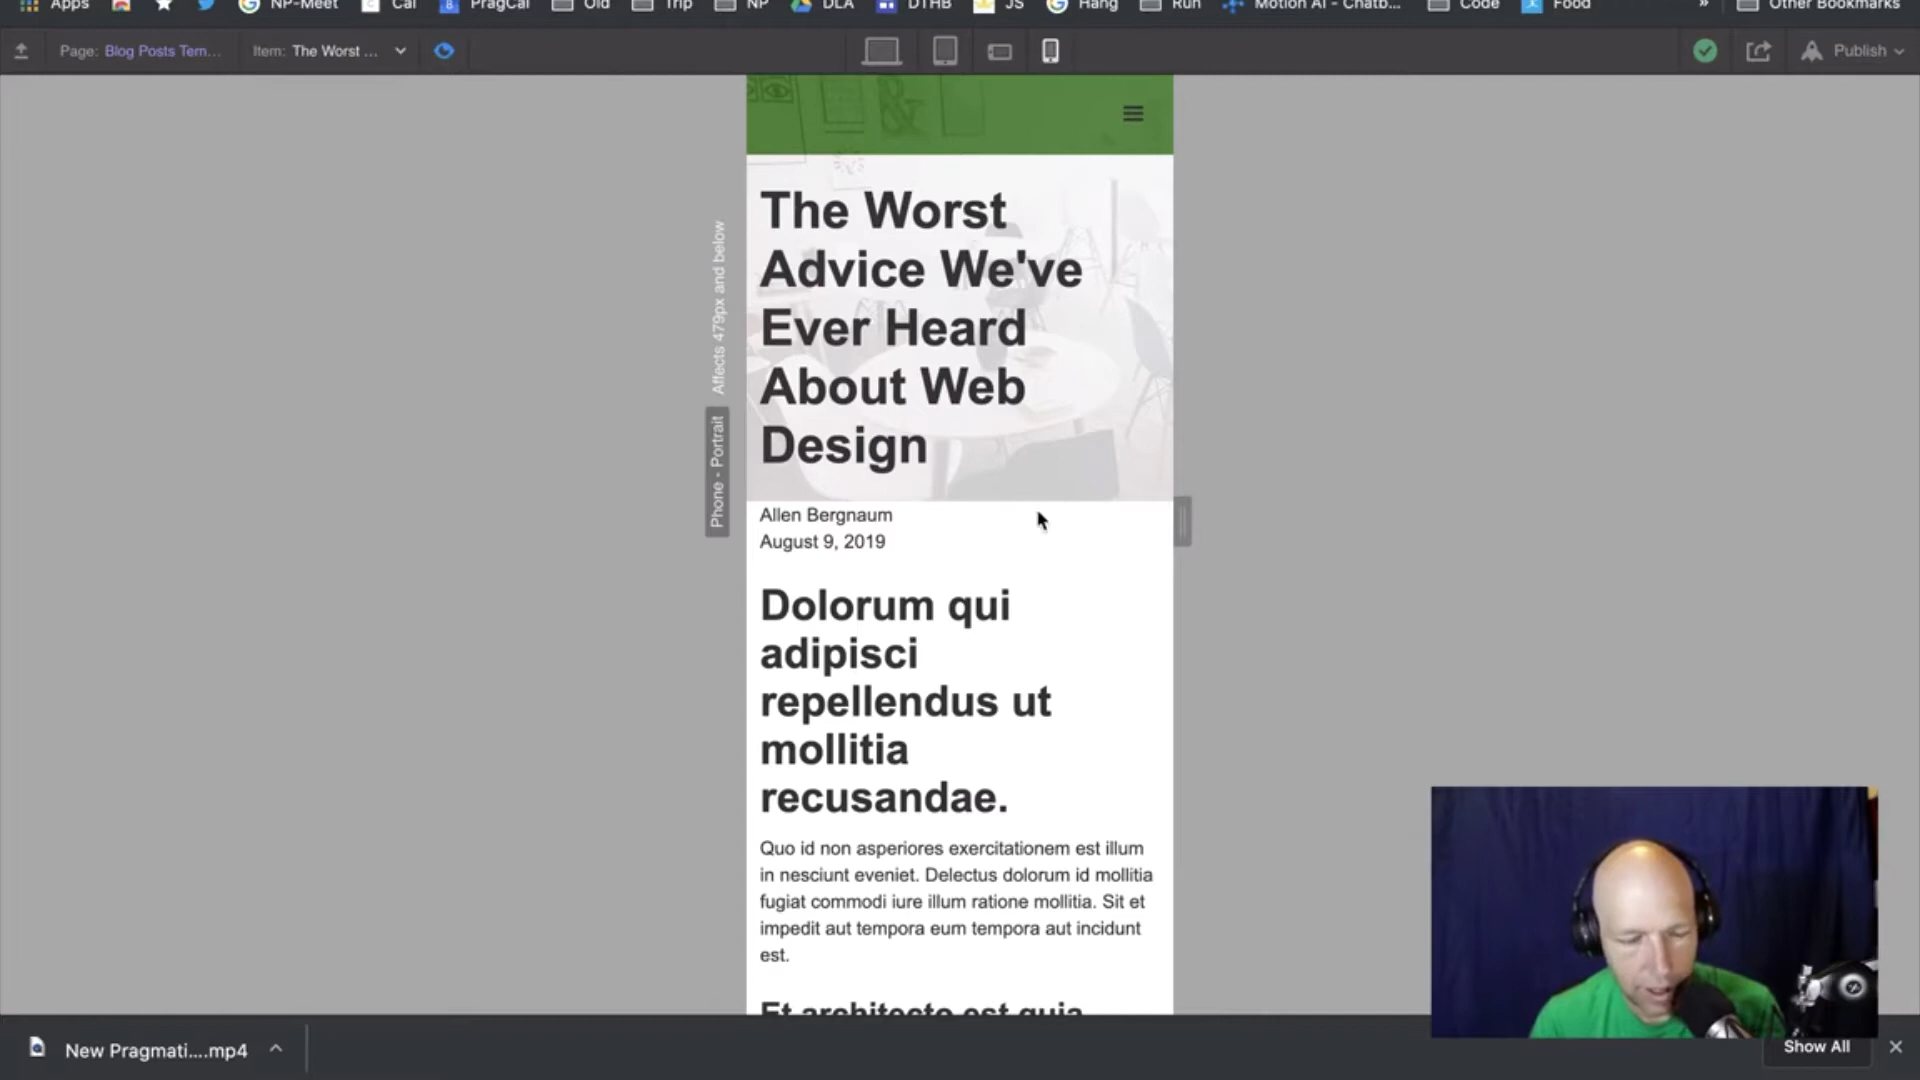 Apps NP-Meet Cal PragCal Old Trip NP DLA DTHB JS Hang Run Motion AI - Chatb... Code Food » Other Bookmarks
Page: Blog Posts Tem... Item: The Worst ... Publish
&
The Worst
Advice We've
Ever Heard
About Web
Design
Phone - Portrait Affects 479px and below
Allen Bergnaum
August 9, 2019
Dolorum qui
adipisci
repellendus ut
mollitia
recusandae.
Quo id non asperiores exercitationem est illum
in nesciunt eveniet. Delectus dolorum id mollitia
fugiat commodi iure illum ratione mollitia. Sit et
impedit aut tempora eum tempora aut incidunt
est.
Et architecto est quia
New Pragmati....mp4 Show All